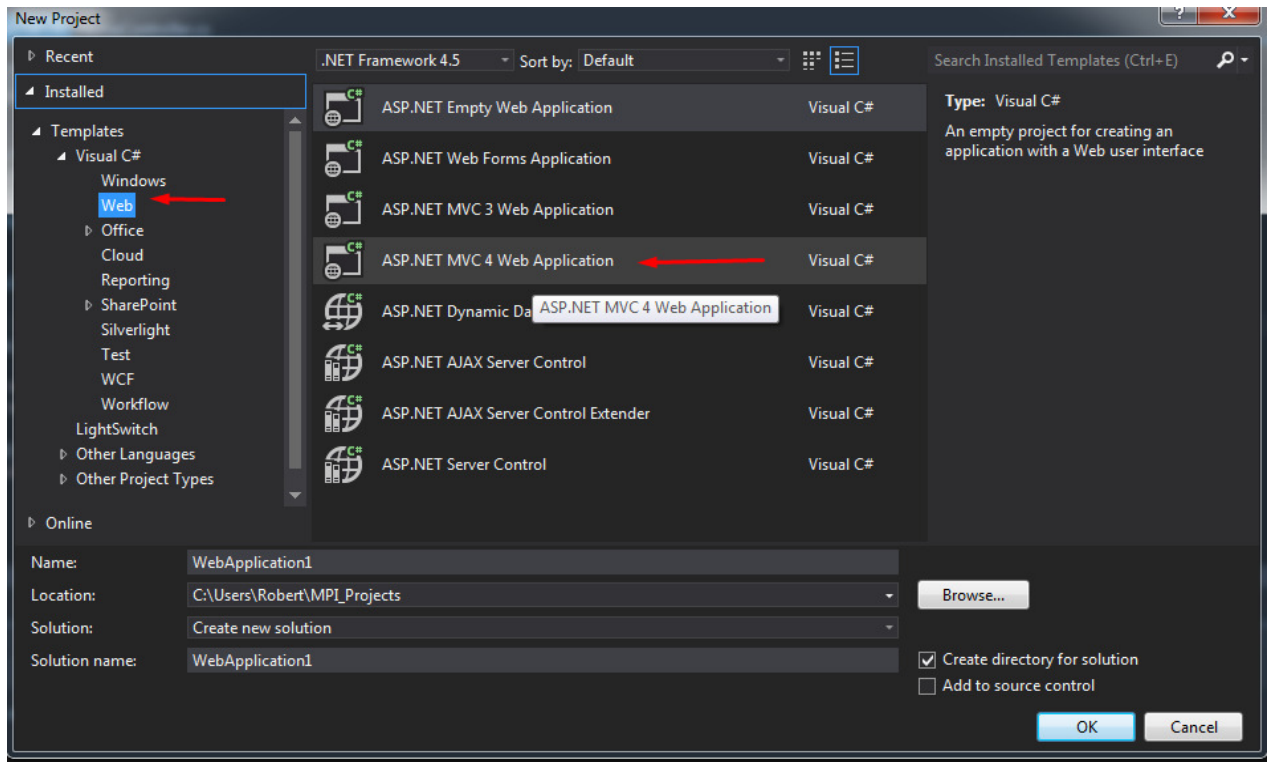 New Project
?
X
Recent
.NET Framework 4.5
Sort by: Default
Search Installed Templates (Ctrl+E)
Installed
Templates
Visual C#
Windows
Web
Office
Cloud
Reporting
SharePoint
Silverlight
Test
WCF
Workflow
LightSwitch
Other Languages
Other Project Types
Online
C# ASP.NET Empty Web Application Visual C#
C# ASP.NET Web Forms Application Visual C#
C# ASP.NET MVC 3 Web Application Visual C#
C# ASP.NET MVC 4 Web Application Visual C#
C# ASP.NET Dynamic Da Visual C#
ASP.NET MVC 4 Web Application
C# ASP.NET AJAX Server Control Visual C#
C# ASP.NET AJAX Server Control Extender Visual C#
C# ASP.NET Server Control Visual C#
Type: Visual C#
An empty project for creating an
application with a Web user interface
Name: WebApplication1
Location: C:\Users\Robert\MPI_Projects
Browse...
Solution: Create new solution
Solution name: WebApplication1
Create directory for solution
Add to source control
OK
Cancel